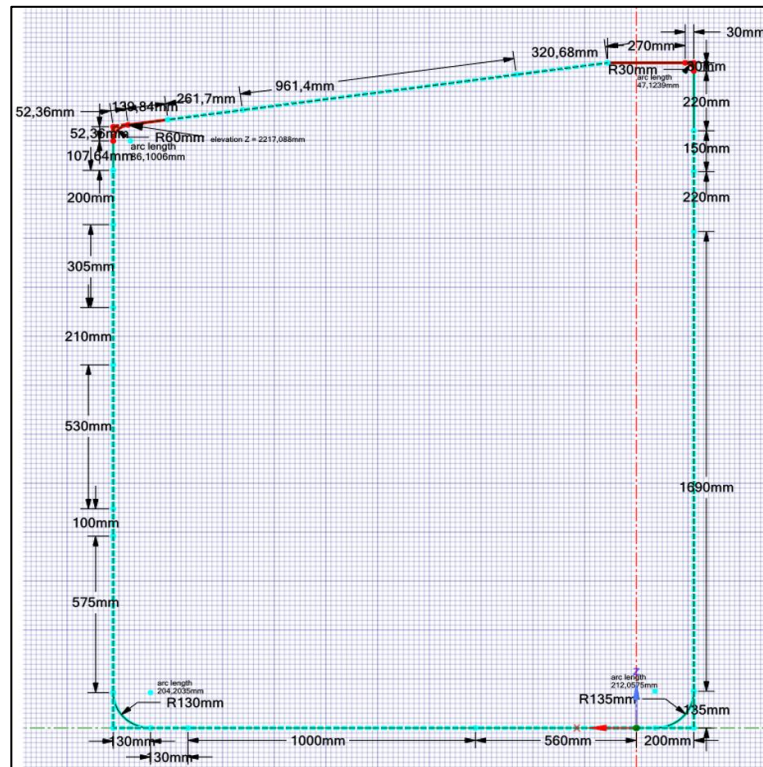 30mm
270mm
320,68mm
R30mm
arc length
47,1239mm
220mm
961,4mm
261,7mm
139,84mm
52,36mm
52,36mm
R60mm
elevation Z = 2217,088mm
arc length
86,1006mm
107,64mm
150mm
200mm
220mm
305mm
210mm
530mm
1690mm
100mm
575mm
arc length
204,2035mm
R130mm
Z
arc length
212,0575mm
R135mm
135mm
X
130mm
1000mm
560mm
200mm
130mm